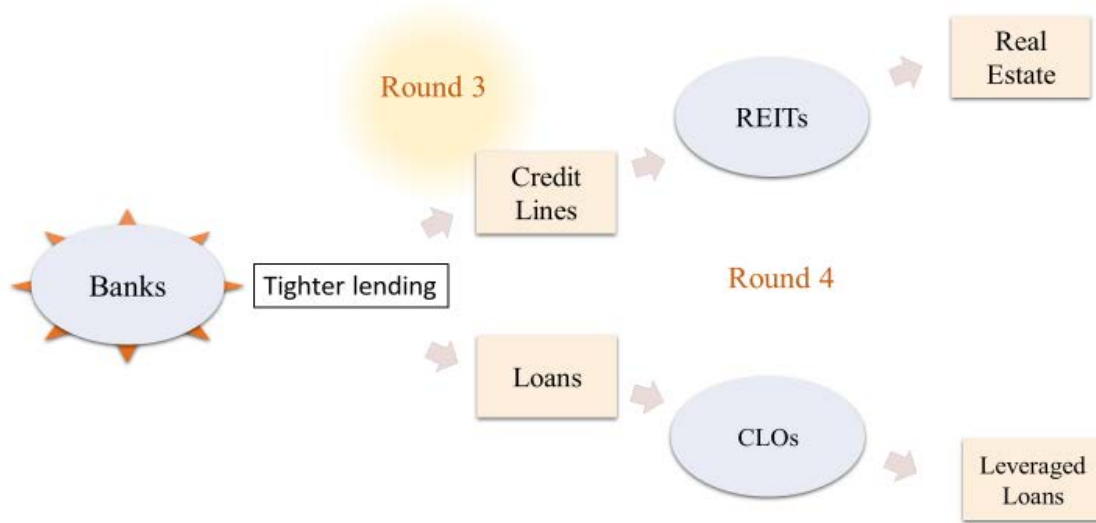 Real
Estate
Round 3
REITs
Credit
Lines
Banks
Tighter lending
Round 4
Loans
CLOs
Leveraged
Loans